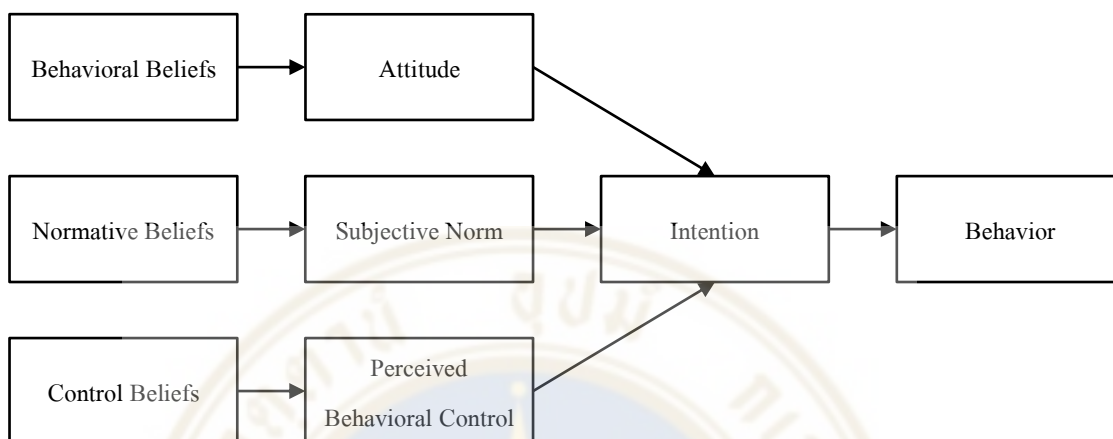 Behavioral Beliefs
Attitude
Normative Beliefs
Subjective Norm
Intention
Behavior
Control Beliefs
Perceived
Behavioral Control